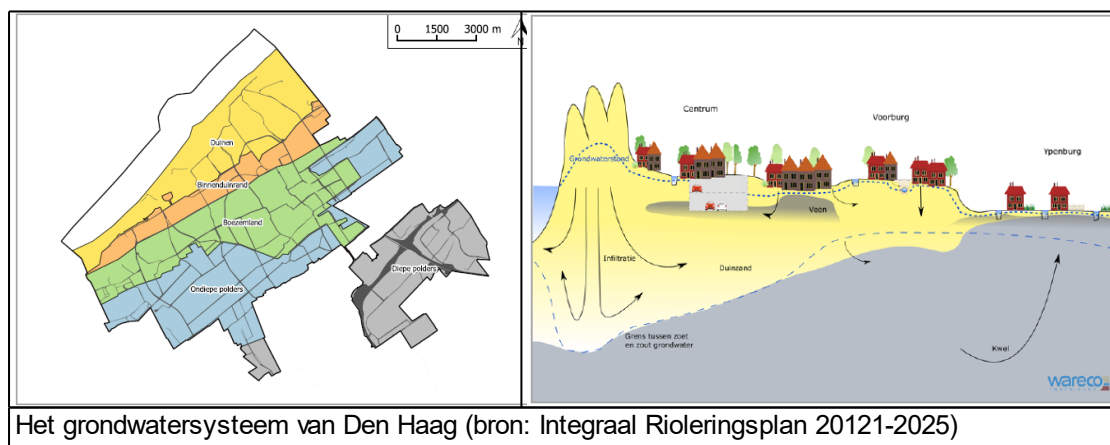 0 1500 3000 m
N
Duinen
Binnenduinrand
Boezemland
Ondiepe polders
Diepe polders
Centrum
Voorburg
Ypenburg
Grondwaterstand
Veen
Infiltratie
Duinzand
Grens tussen zoet
en zout grondwater
Kwel
wareco
Het grondwatersysteem van Den Haag (bron: Integraal Rioleringsplan 20121-2025)